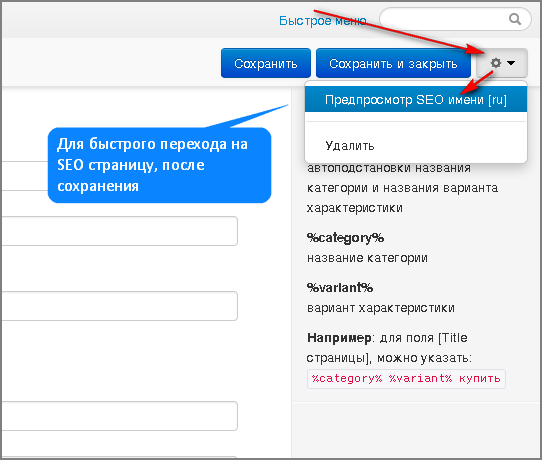 Быстрое меню
Сохранить
Сохранить и закрыть
Предпросмотр SEO имени [ru]
Удалить
Для быстрого перехода на
SEO страницу, после
сохранения
автоподстановки названия
категории и названия варианта
характеристики
%category%
название категории
%variant%
вариант характеристики
Например: для поля [Title
страницы], можно указать:
%category% %variant% купить